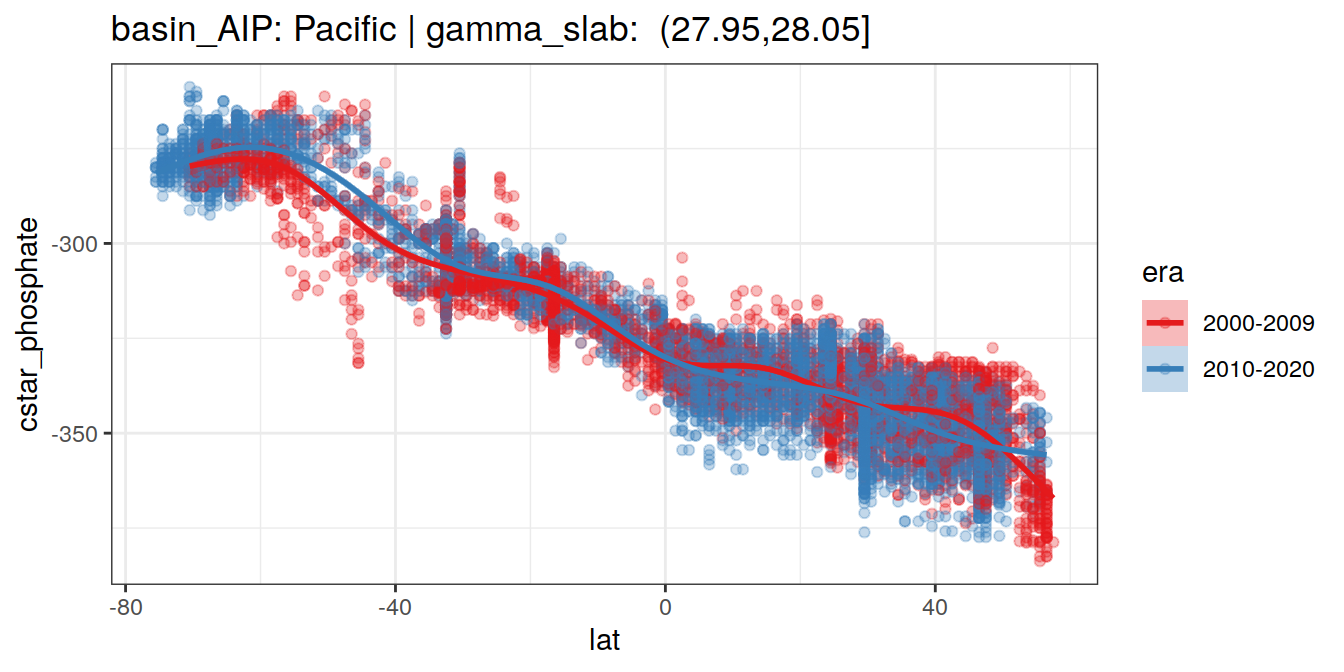 basin_AIP: Pacific | gamma_slab:  (27.95,28.05]
cstar_phosphate
-300
-350
-80
-40
0
40
lat
era
2000-2009
2010-2020